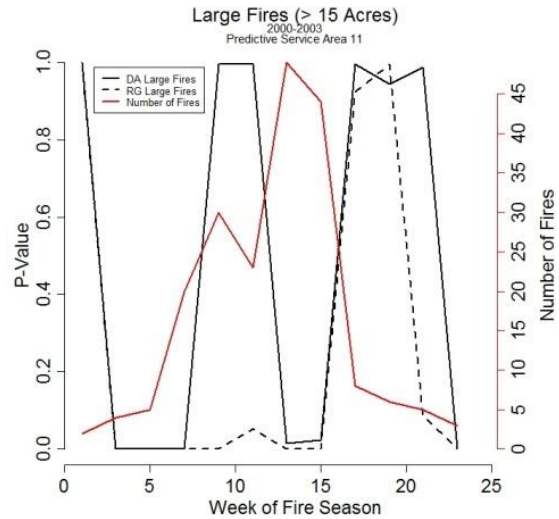 Large Fires (> 15 Acres)
2000-2003
Predictive Service Area 11
DA Large Fires
RG Large Fires
Number of Fires
P-Value
0.0
0.2
0.4
0.6
0.8
1.0
Number of Fires
0
5
10
15
20
25
30
35
40
45
0
5
10
15
20
25
Week of Fire Season